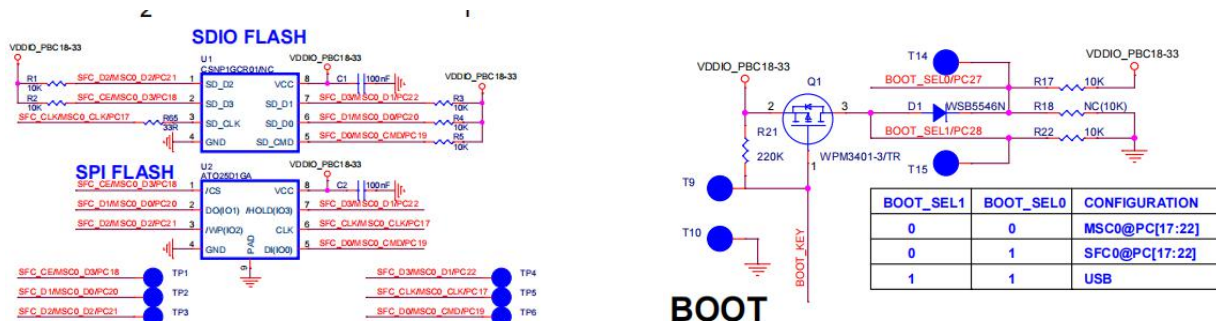 2
1
SDIO FLASH
VDDIO_PBC18-33
U1
CSNP1GCR01/NC
VDDIO_PBC18-33
R1
10K
SFC_D2/MSC0_D2/PC21
1
SD_D2
VCC
8
C1
100nF
VDDIO_PBC18-33
R2
10K
SFC_CE/MSC0_D3/PC18
2
SD_D3
SD_D1
7
SFC_D3/MSC0_D1/PC22
R3
10K
SFC_CLK/MSC0_CLK/PC17
R65
33R
3
SD_CLK
SD_D0
6
SFC_D1/MSC0_D0/PC20
R4
10K
4
GND
SD_CMD
5
SFC_D0/MSC0_CMD/PC19
R5
10K
SPI FLASH
U2
ATO25D1GA
VDDIO_PBC18-33
SFC_CE/MSC0_D3/PC18
1
/CS
VCC
8
C2
100nF
SFC_D1/MSC0_D0/PC20
2
DO(IO1)
/HOLD(IO3)
7
SFC_D3/MSC0_D1/PC22
SFC_D2/MSC0_D2/PC21
3
/WP(IO2)
CLK
6
SFC_CLK/MSC0_CLK/PC17
4
GND
PAD
DI(IO0)
5
SFC_D0/MSC0_CMD/PC19
9
SFC_CE/MSC0_D3/PC18
TP1
SFC_D3/MSC0_D1/PC22
TP4
SFC_D1/MSC0_D0/PC20
TP2
SFC_CLK/MSC0_CLK/PC17
TP5
SFC_D2/MSC0_D2/PC21
TP3
SFC_D0/MSC0_CMD/PC19
TP6
T14
VDDIO_PBC18-33
VDDIO_PBC18-33
Q1
BOOT_SEL0/PC27
R17
10K
2
3
D1
WSB5546N
R18
NC(10K)
R21
220K
BOOT_SEL1/PC28
R22
10K
WPM3401-3/TR
1
T15
T9
T10
BOOT_KEY
BOOT_SEL1 BOOT_SEL0 CONFIGURATION
0 0 MSC0@PC[17:22]
0 1 SFC0@PC[17:22]
1 1 USB
BOOT